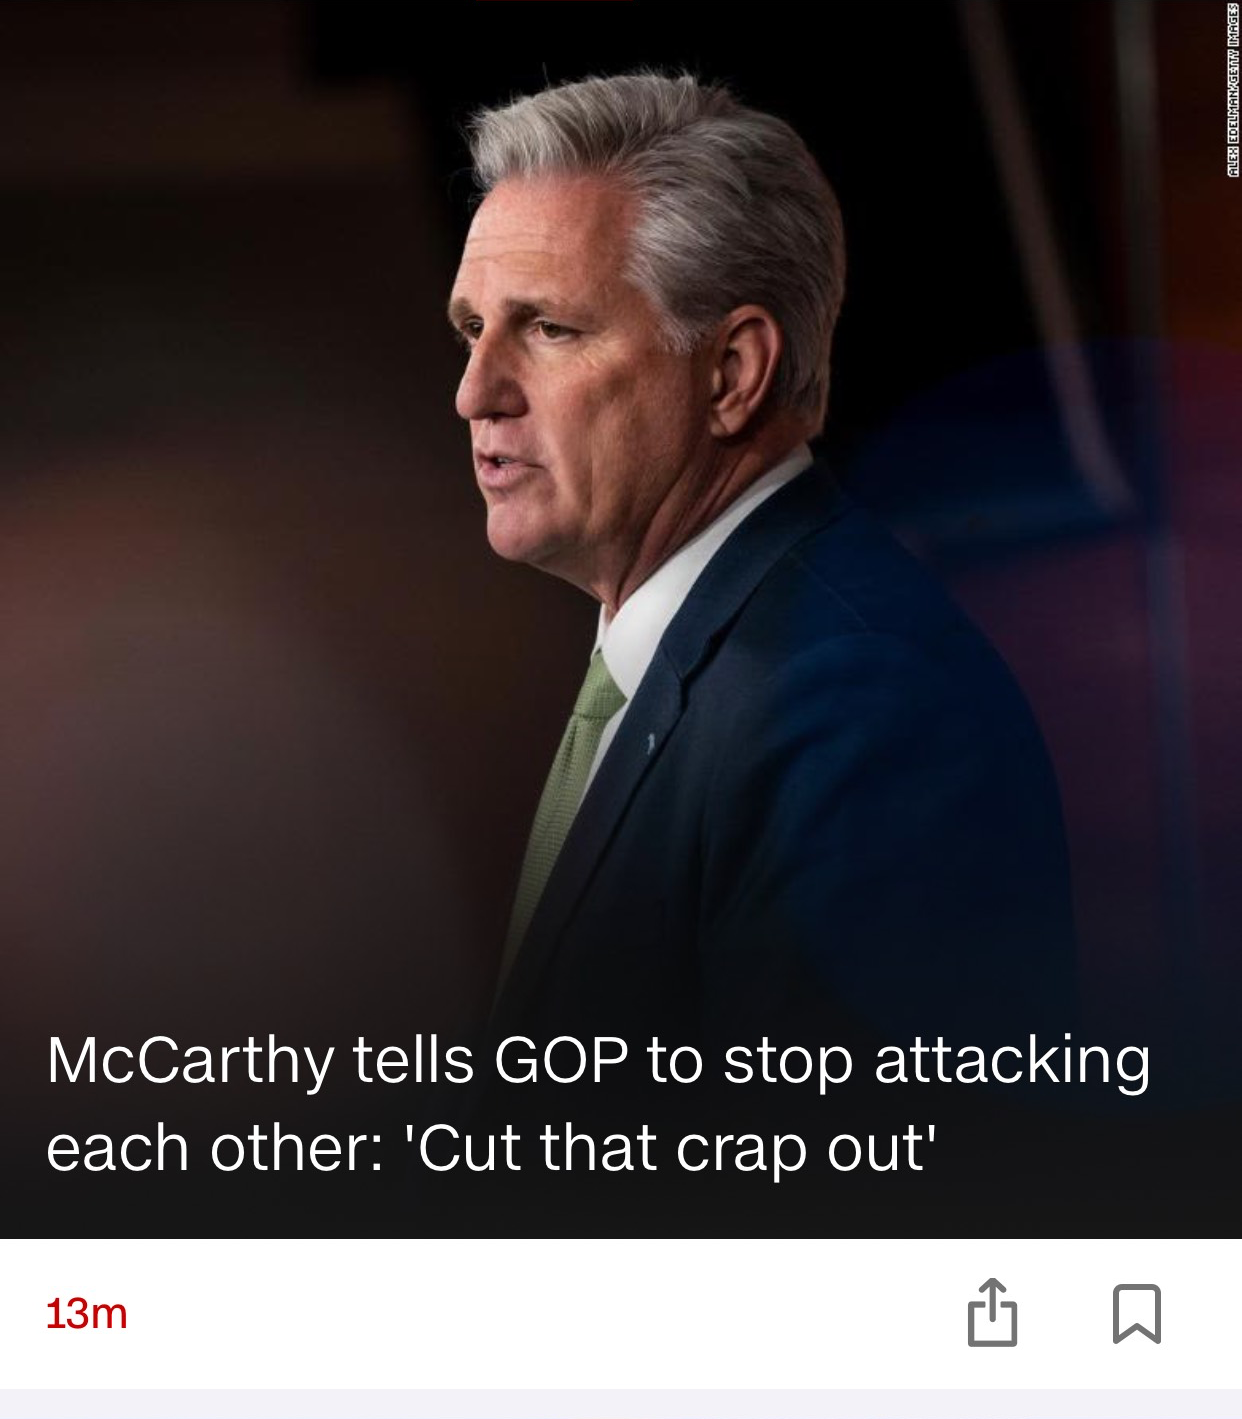 ALEX EDELMAN/GETTY IMAGES
McCarthy tells GOP to stop attacking
each other: 'Cut that crap out'
13m